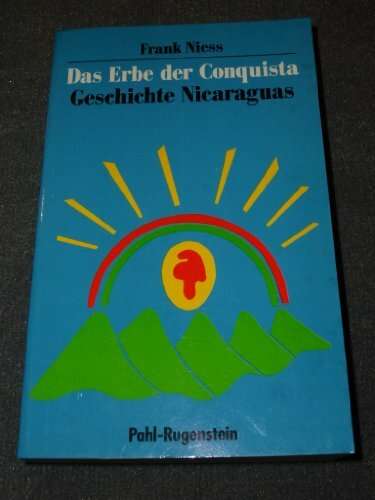 Frank Niess
Das Erbe der Conquista
Geschichte Nicaraguas
Pahl-Rugenstein